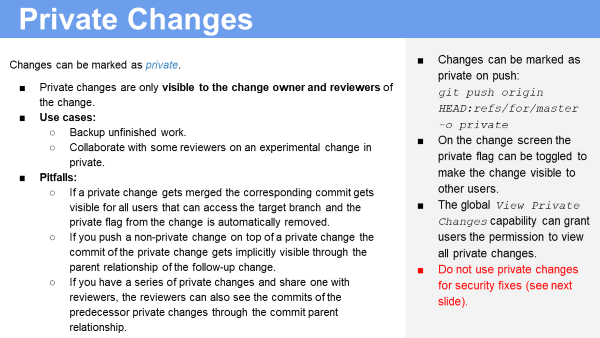 Private Changes
Changes can be marked as private.
■ Private changes are only visible to the change owner and reviewers of
the change.
■ Use cases:
○ Backup unfinished work.
○ Collaborate with some reviewers on an experimental change in
private.
■ Pitfalls:
○ If a private change gets merged the corresponding commit gets
visible for all users that can access the target branch and the
private flag from the change is automatically removed.
○ If you push a non-private change on top of a private change the
commit of the private change gets implicitly visible through the
parent relationship of the follow-up change.
○ If you have a series of private changes and share one with
reviewers, the reviewers can also see the commits of the
predecessor private changes through the commit parent
relationship.
■ Changes can be marked as
private on push:
git push origin
HEAD:refs/for/master
-o private
■ On the change screen the
private flag can be toggled to
make the change visible to
other users.
■ The global View Private
Changes capability can grant
users the permission to view
all private changes.
■ Do not use private changes
for security fixes (see next
slide).